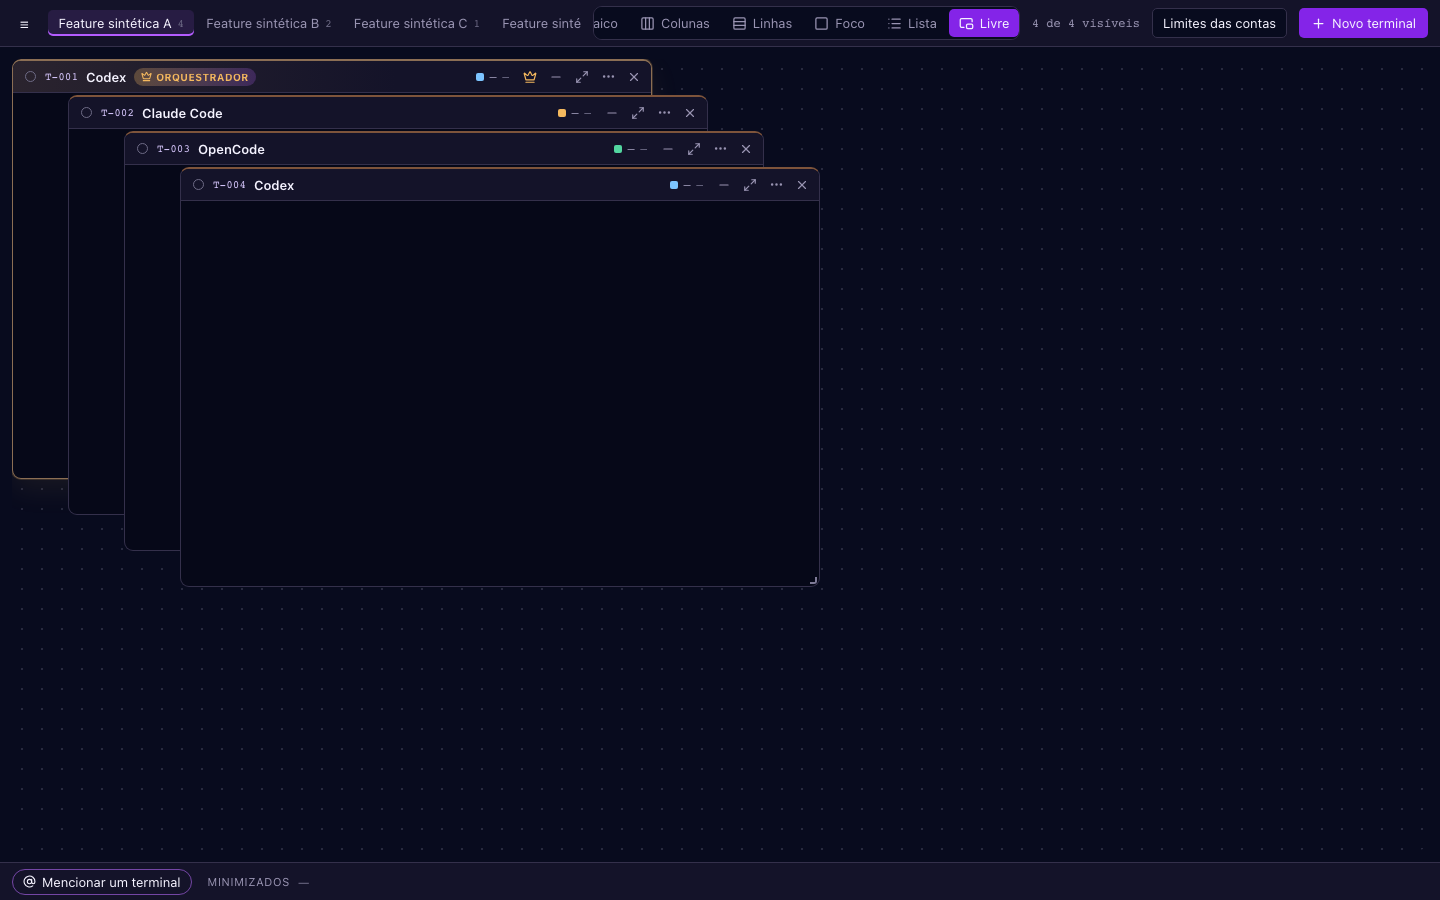 Feature sintética A 4 Feature sintética B 2 Feature sintética C 1 Feature sinté aico Colunas Linhas Foco Lista Livre 4 de 4 visíveis Limites das contas + Novo terminal
T-001 Codex ORQUESTRADOR — —
T-002 Claude Code — —
T-003 OpenCode — —
T-004 Codex — —
@ Mencionar um terminal MINIMIZADOS —